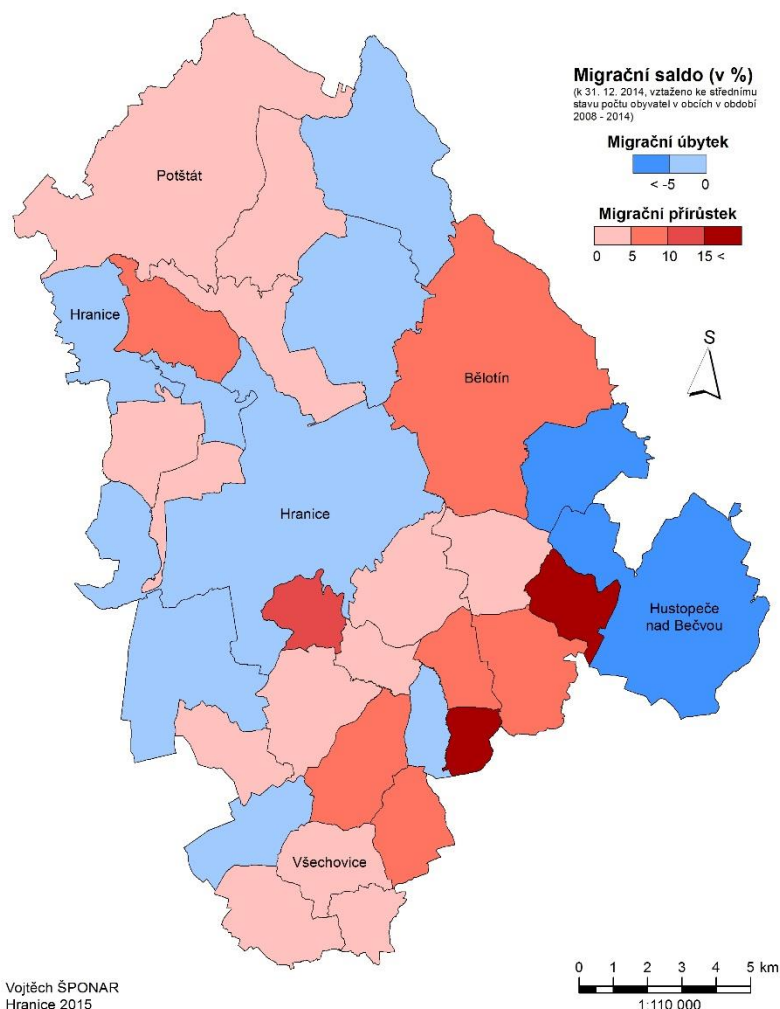 Migrační saldo (v %)
(k 31. 12. 2014, vztaženo ke střednímu
stavu počtu obyvatel v obcích v období
2008 - 2014)
Migrační úbytek
< -5 0
Migrační přírůstek
0 5 10 15 <
S
Potštát
Hranice
Bělotín
Hranice
Hustopeče
nad Bečvou
Všechovice
0 1 2 3 4 5 km
1:110 000
Vojtěch ŠPONAR
Hranice 2015